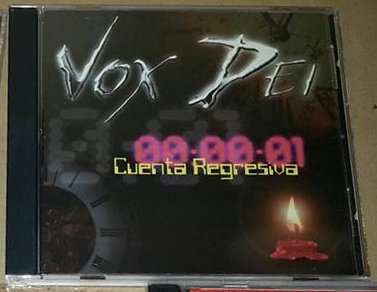 VOX DEI
00:00:01
Cuenta Regresiva